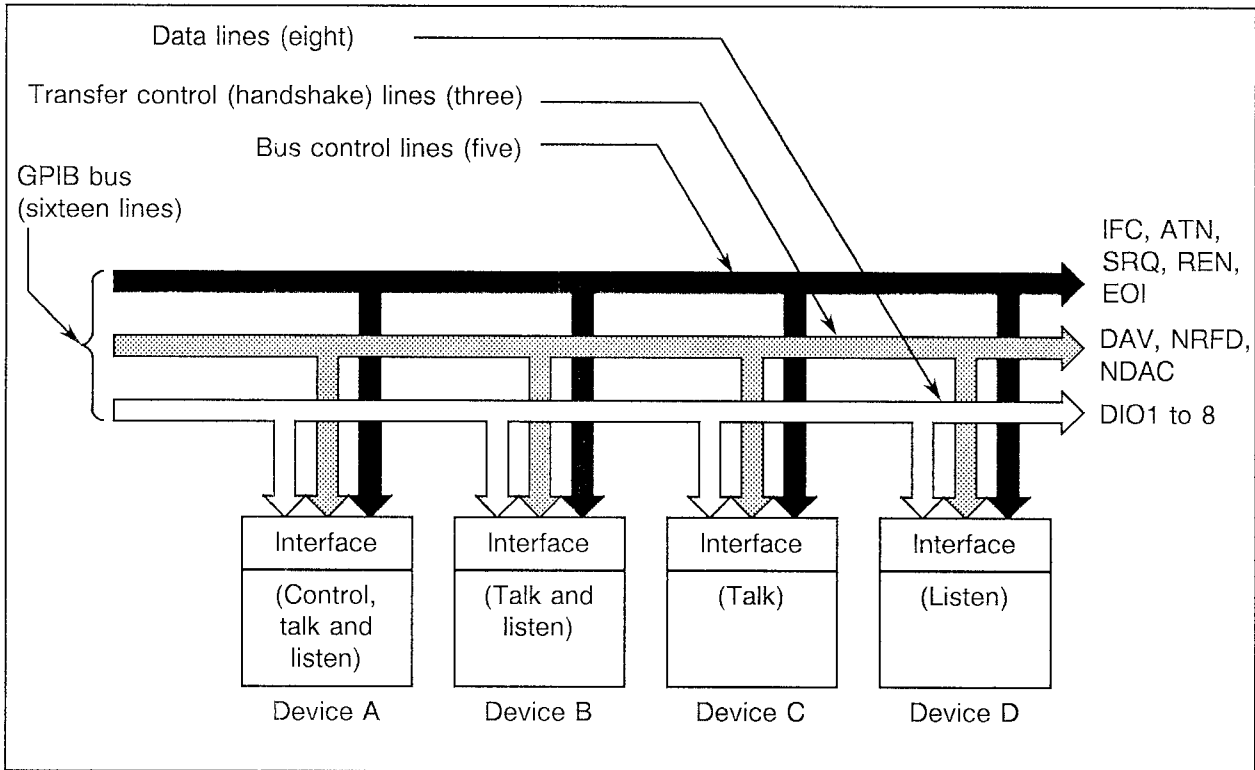 Data lines (eight)
Transfer control (handshake) lines (three)
Bus control lines (five)
GPIB bus
(sixteen lines)
IFC, ATN,
SRQ, REN,
EOI
DAV, NRFD,
NDAC
DIO1 to 8
Interface
(Control,
talk and
listen)
Device A
Interface
(Talk and
listen)
Device B
Interface
(Talk)
Device C
Interface
(Listen)
Device D